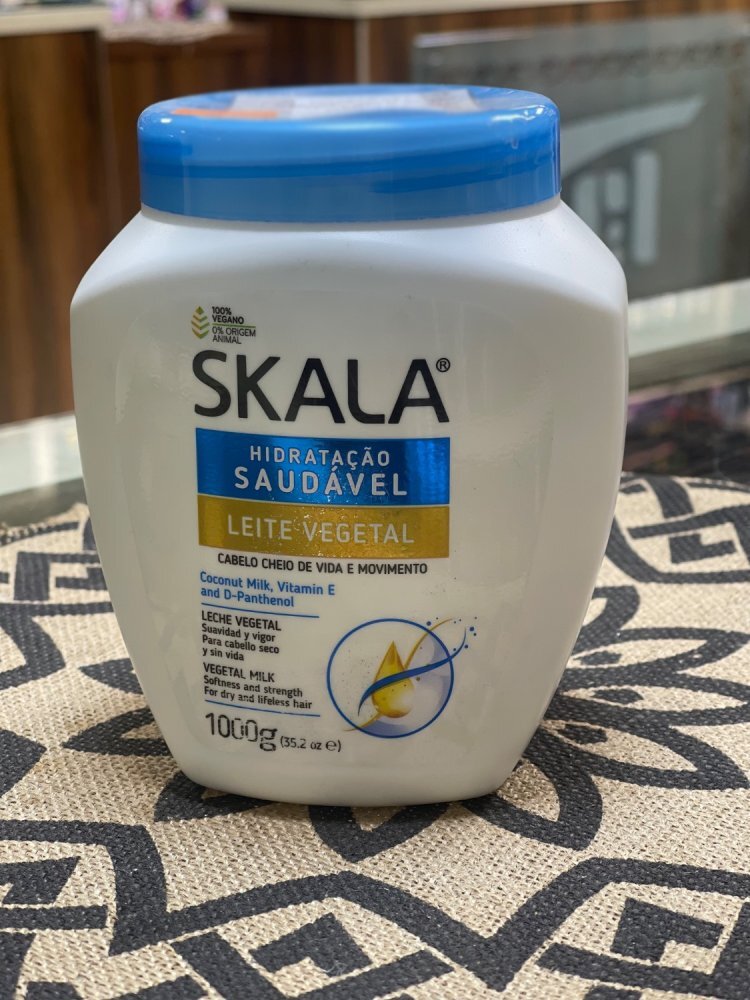 100%
VEGANO
0% ORIGEM
ANIMAL
SKALA®
HIDRATAÇÃO
SAUDÁVEL
LEITE VEGETAL
CABELO CHEIO DE VIDA E MOVIMENTO
Coconut Milk, Vitamin E
and D-Panthenol
LECHE VEGETAL
Suavidad y vigor
Para cabello seco
y sin vida
VEGETAL MILK
Softness and strength
For dry and lifeless hair
1000g (35.2 oz ℮)